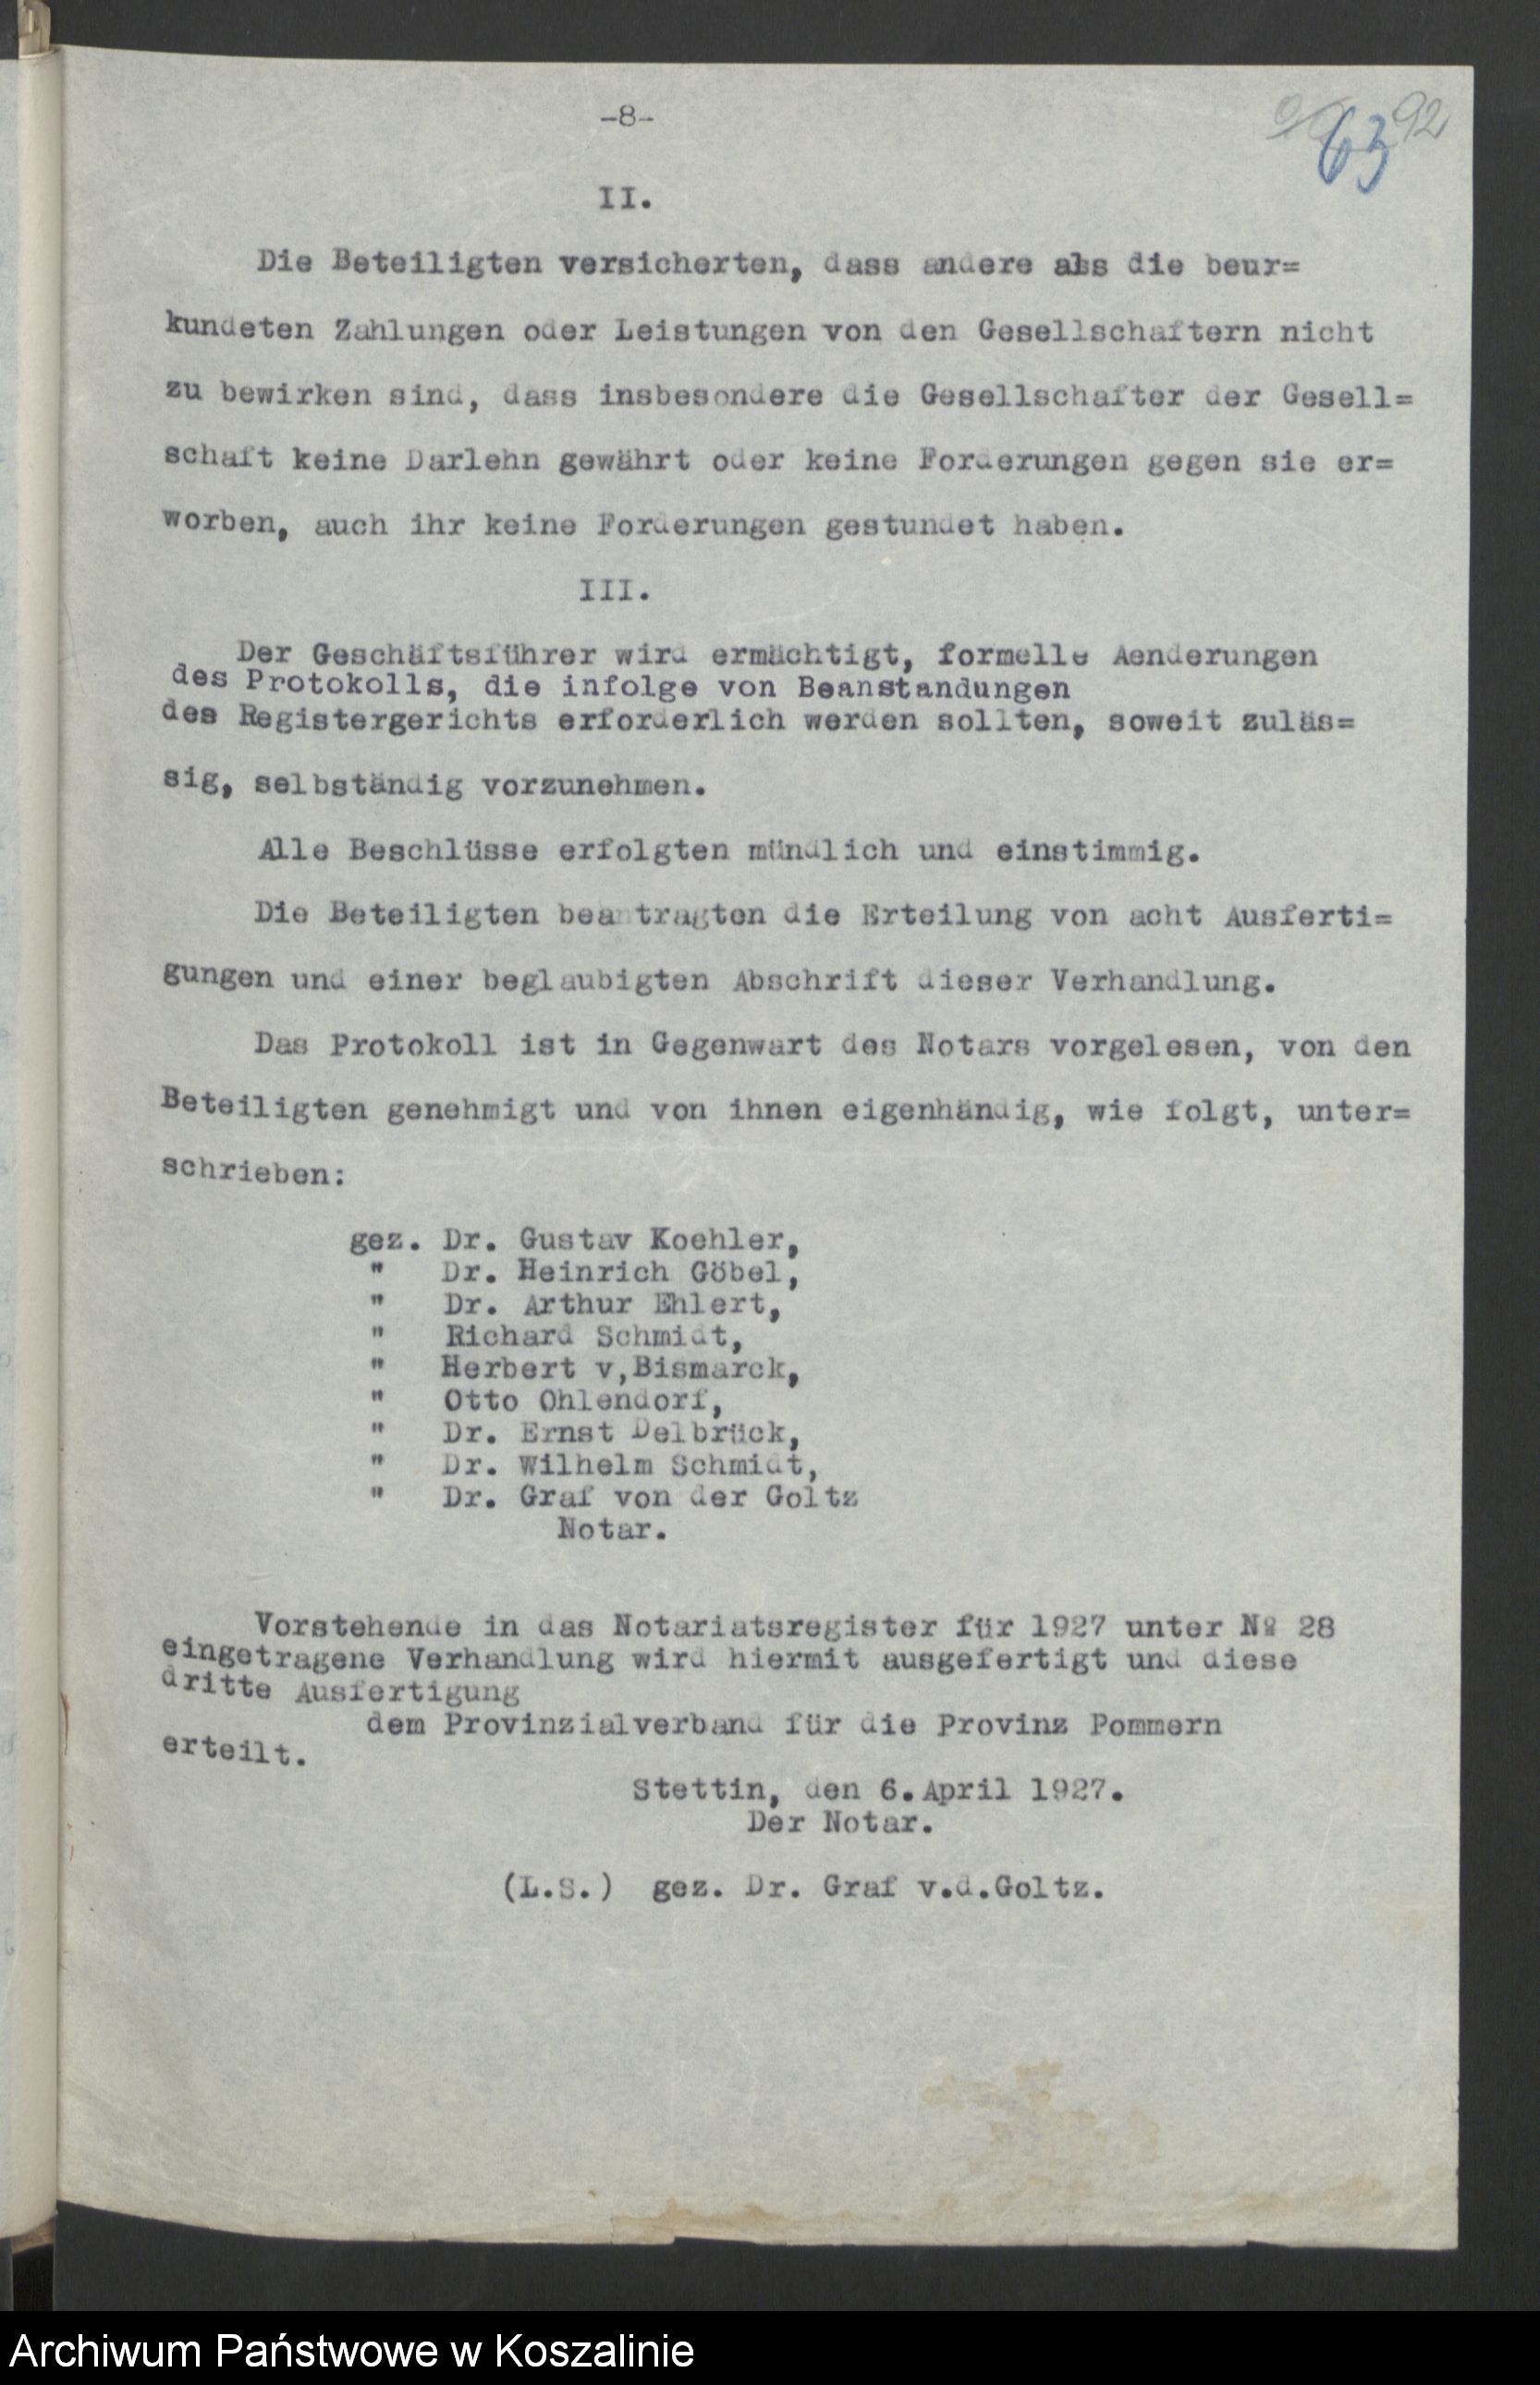 -8-
63 92
II.
Die Beteiligten versicherten, dass andere als die beur=
kundeten Zahlungen oder Leistungen von den Gesellschaftern nicht
zu bewirken sind, dass insbesondere die Gesellschafter der Gesell=
schaft keine Darlehn gewährt oder keine Forderungen gegen sie er=
worben, auch ihr keine Forderungen gestundet haben.
III.
Der Geschäftsführer wird ermächtigt, formelle Aenderungen
des Protokolls, die infolge von Beanstandungen
des Registergerichts erforderlich werden sollten, soweit zuläs=
sig, selbständig vorzunehmen.
Alle Beschlüsse erfolgten mündlich und einstimmig.
Die Beteiligten beantragten die Erteilung von acht Ausferti=
gungen und einer beglaubigten Abschrift dieser Verhandlung.
Das Protokoll ist in Gegenwart des Notars vorgelesen, von den
Beteiligten genehmigt und von ihnen eigenhändig, wie folgt, unter=
schrieben:
gez. Dr. Gustav Koehler,
" Dr. Heinrich Göbel,
" Dr. Arthur Ehlert,
" Richard Schmidt,
" Herbert v,Bismarck,
" Otto Ohlendorf,
" Dr. Ernst Delbrück,
" Dr. Wilhelm Schmidt,
" Dr. Graf von der Goltz
Notar.
Vorstehende in das Notariatsregister für 1927 unter № 28
eingetragene Verhandlung wird hiermit ausgefertigt und diese
dritte Ausfertigung
dem Provinzialverband für die Provinz Pommern
erteilt.
Stettin, den 6.April 1927.
Der Notar.
(L.S.) gez. Dr. Graf v.d.Goltz.
Archiwum Państwowe w Koszalinie